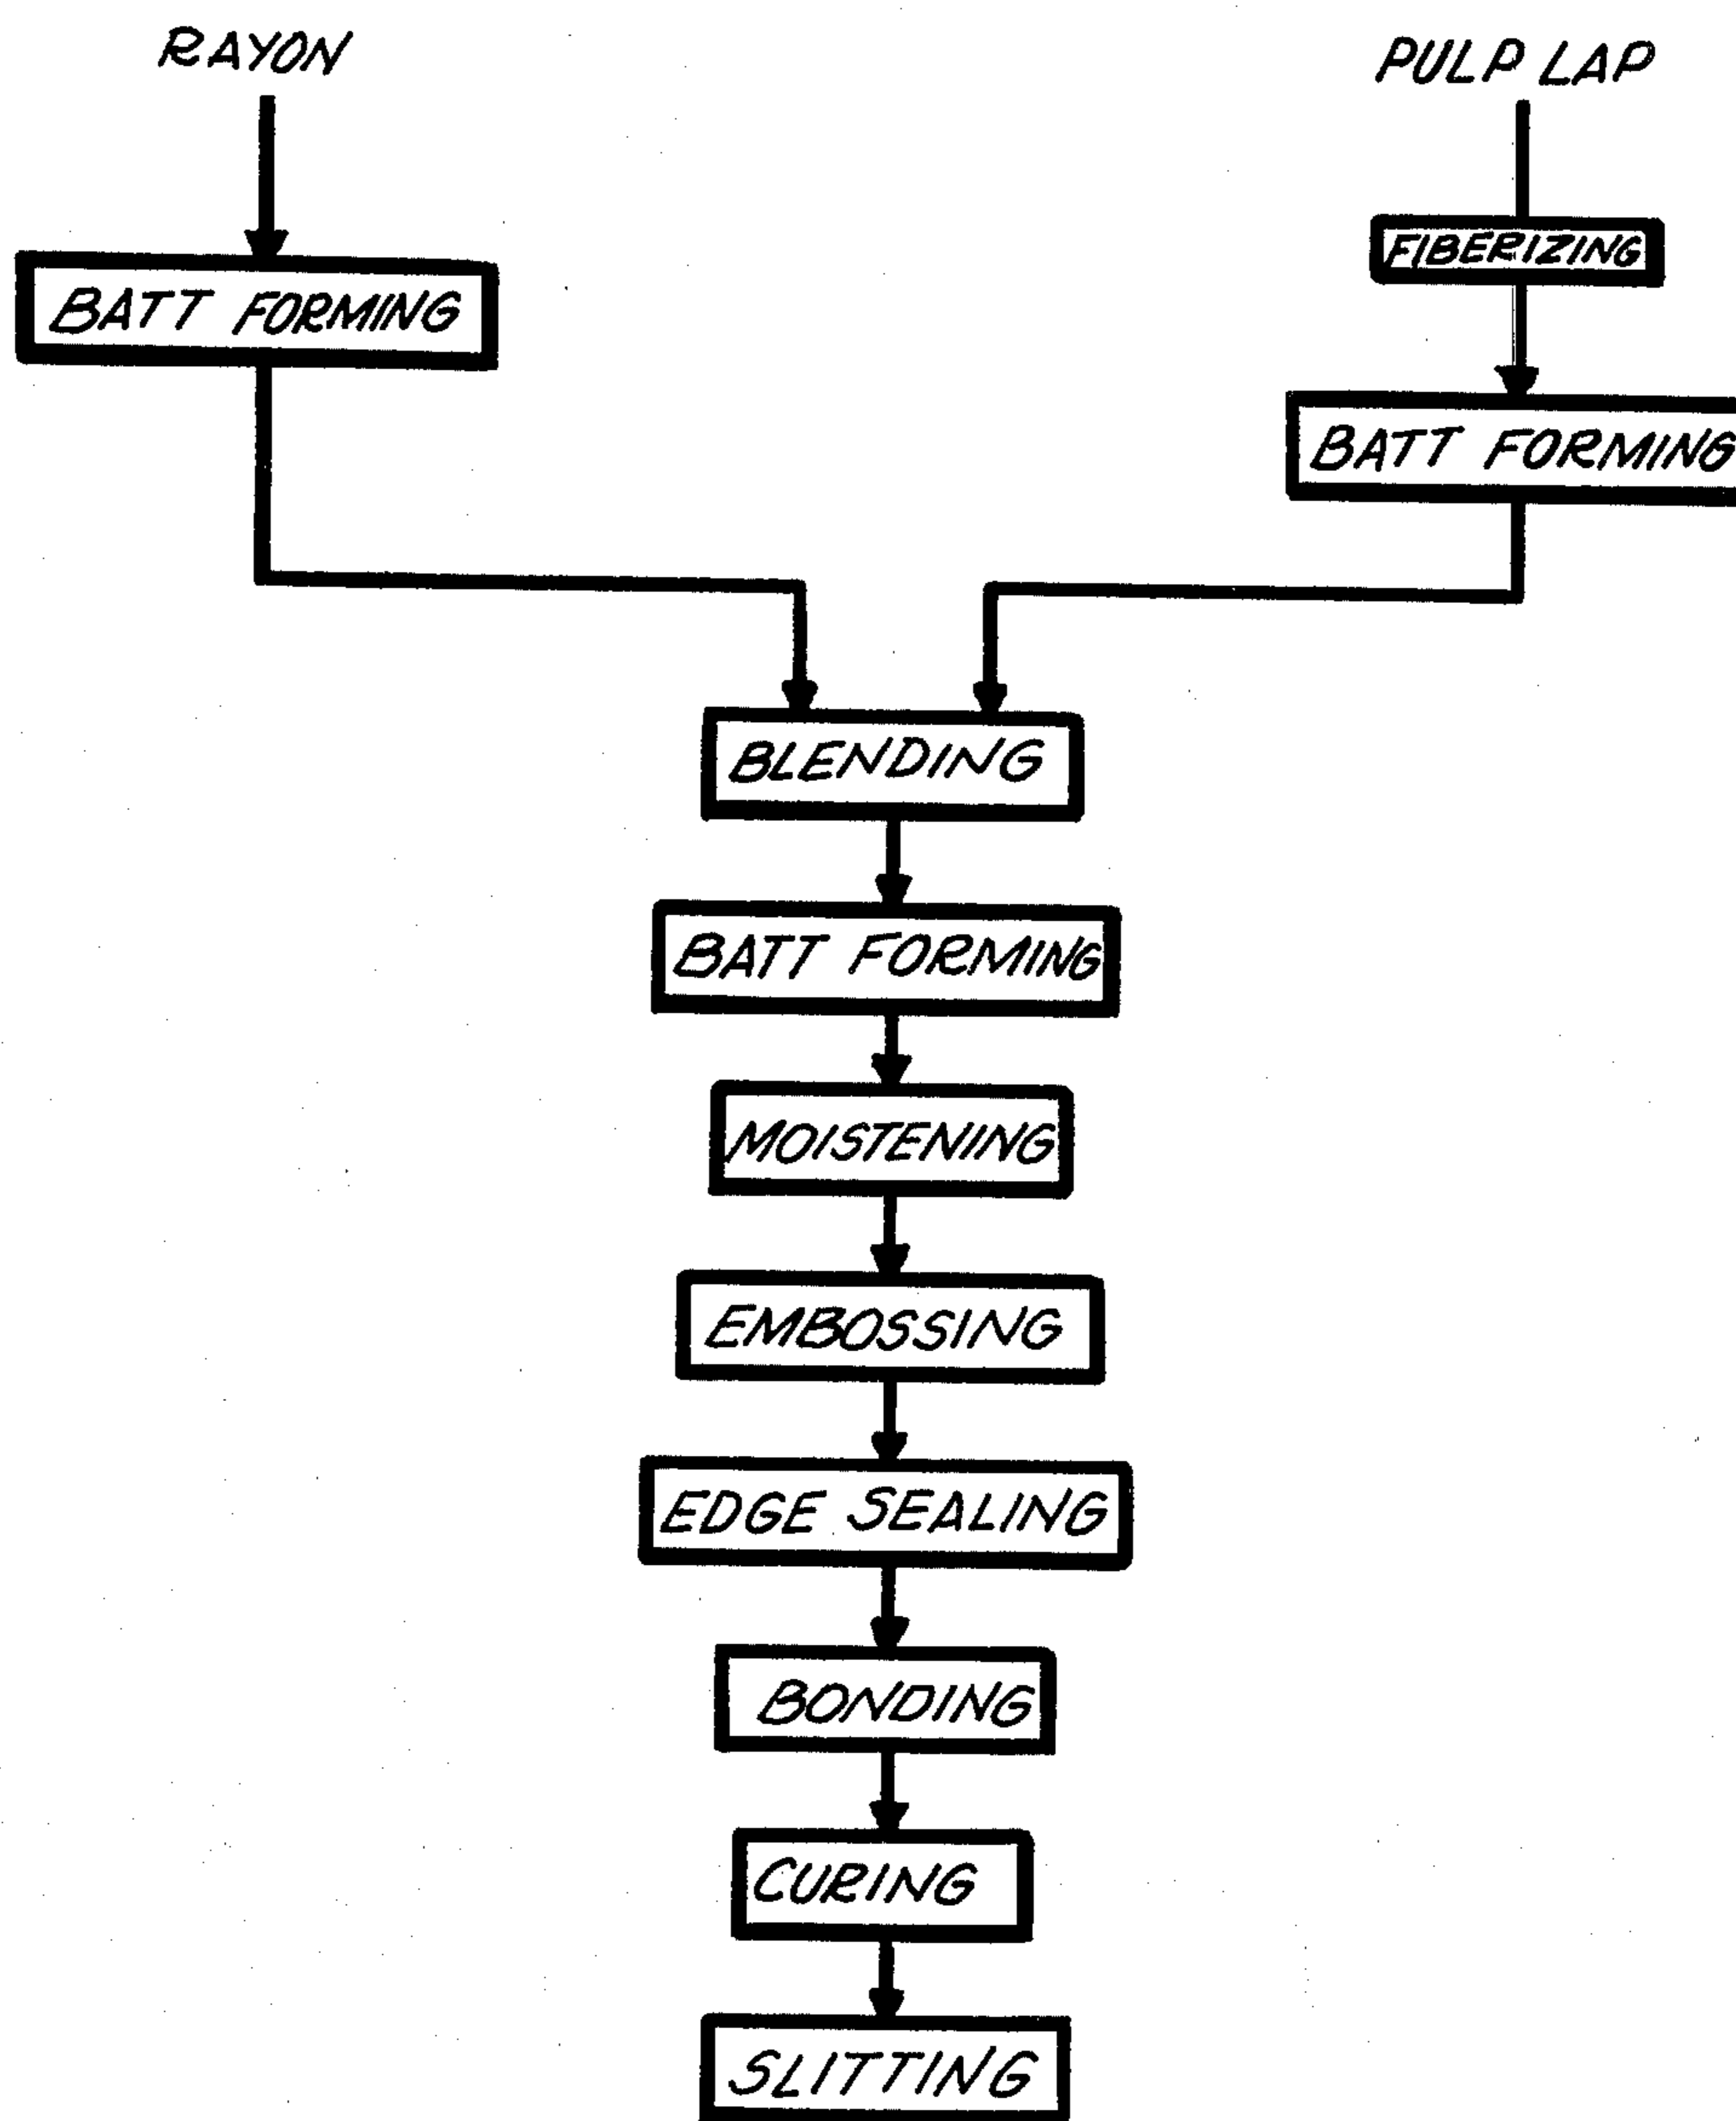 RAYON
PULP LAP
FIBERIZING
BATT FORMING
BATT FORMING
BLENDING
BATT FORMING
MOISTENING
EMBOSSING
EDGE SEALING
BONDING
CURING
SLITTING